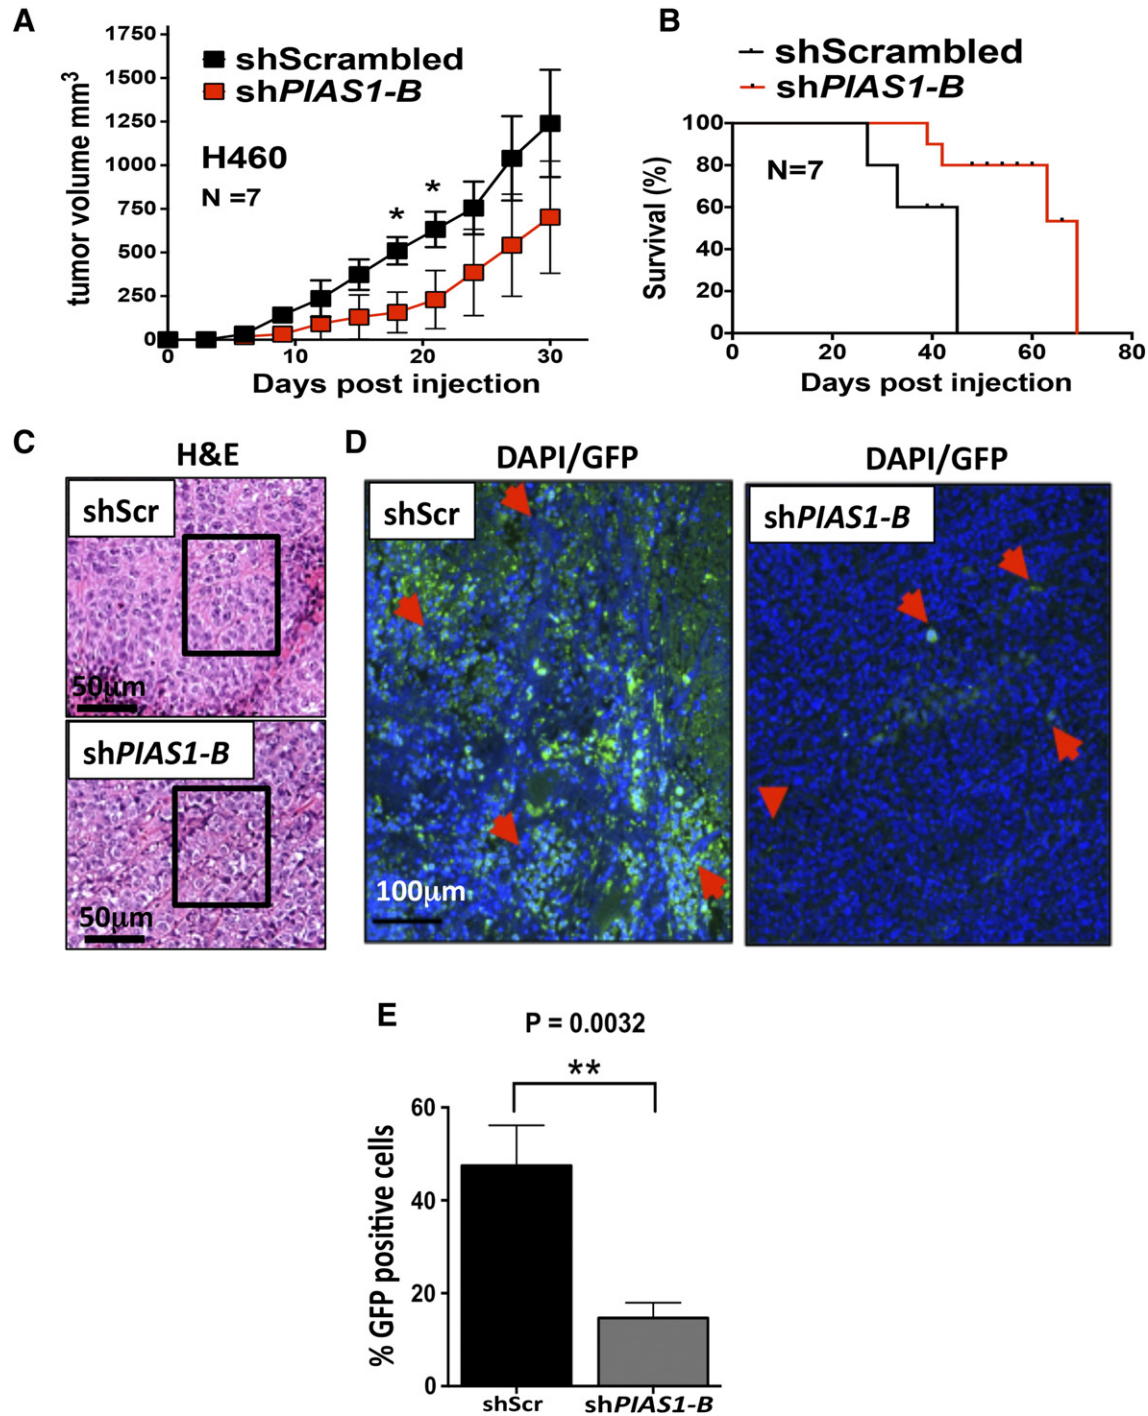 A
1750
1500
1250
1000
750
500
250
0
tumor volume mm³
shScrambled
shPIAS1-B
H460
N =7
*
*
0
10
20
30
Days post injection
B
shScrambled
shPIAS1-B
100
80
60
40
20
0
Survival (%)
N=7
0
20
40
60
80
Days post injection
C
H&E
shScr
50μm
shPIAS1-B
50μm
D
DAPI/GFP
shScr
100μm
DAPI/GFP
shPIAS1-B
E
P = 0.0032
**
60
40
20
0
% GFP positive cells
shScr
shPIAS1-B